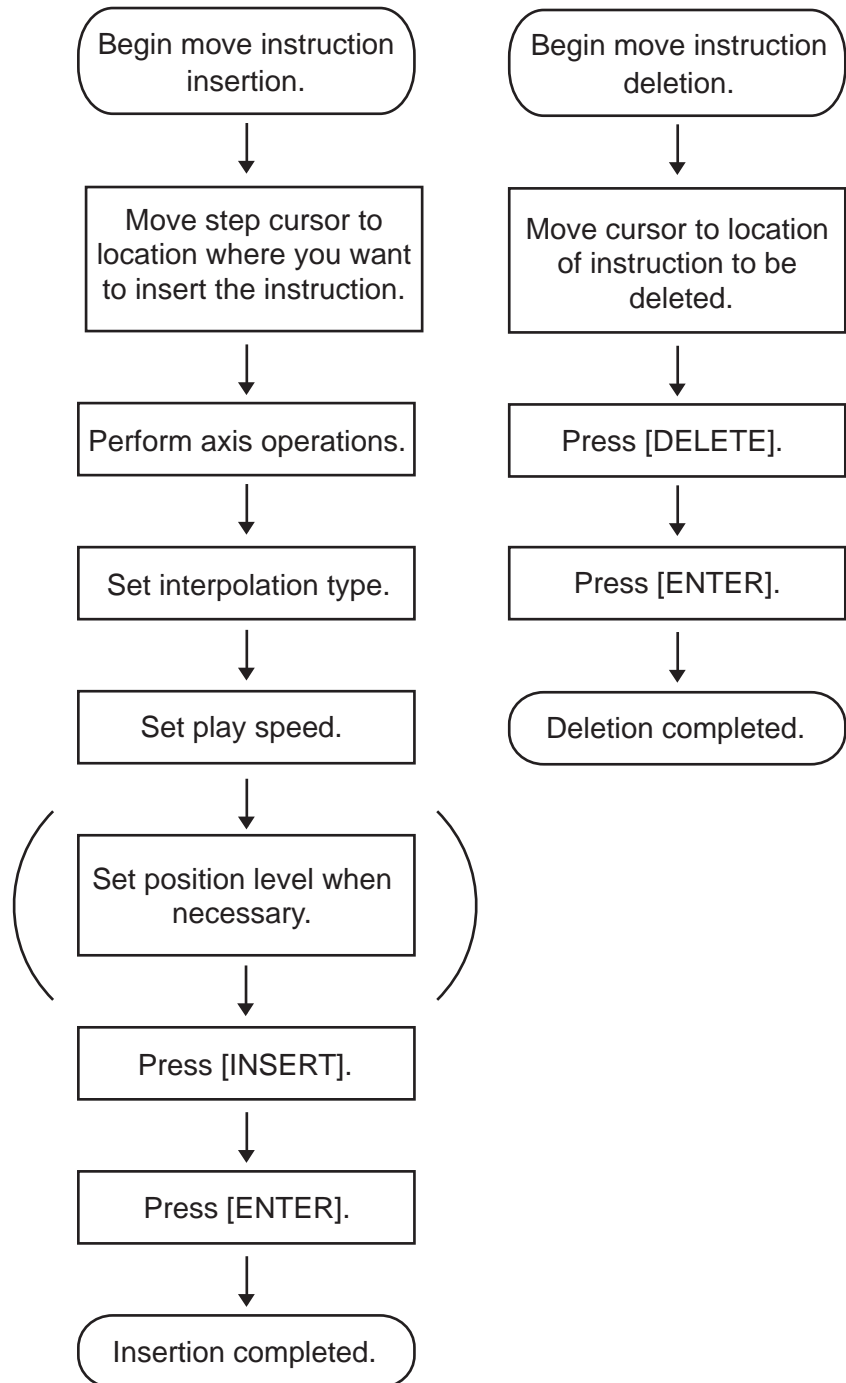 Begin move instruction
insertion.
Move step cursor to
location where you want
to insert the instruction.
Perform axis operations.
Set interpolation type.
Set play speed.
Set position level when
necessary.
Press [INSERT].
Press [ENTER].
Insertion completed.
Begin move instruction
deletion.
Move cursor to location
of instruction to be
deleted.
Press [DELETE].
Press [ENTER].
Deletion completed.